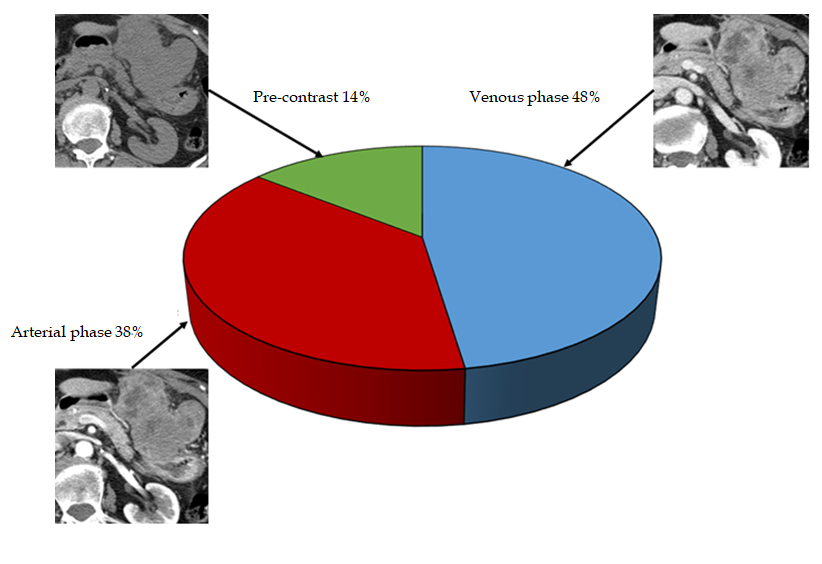 Pre-contrast 14%
Venous phase 48%
Arterial phase 38%